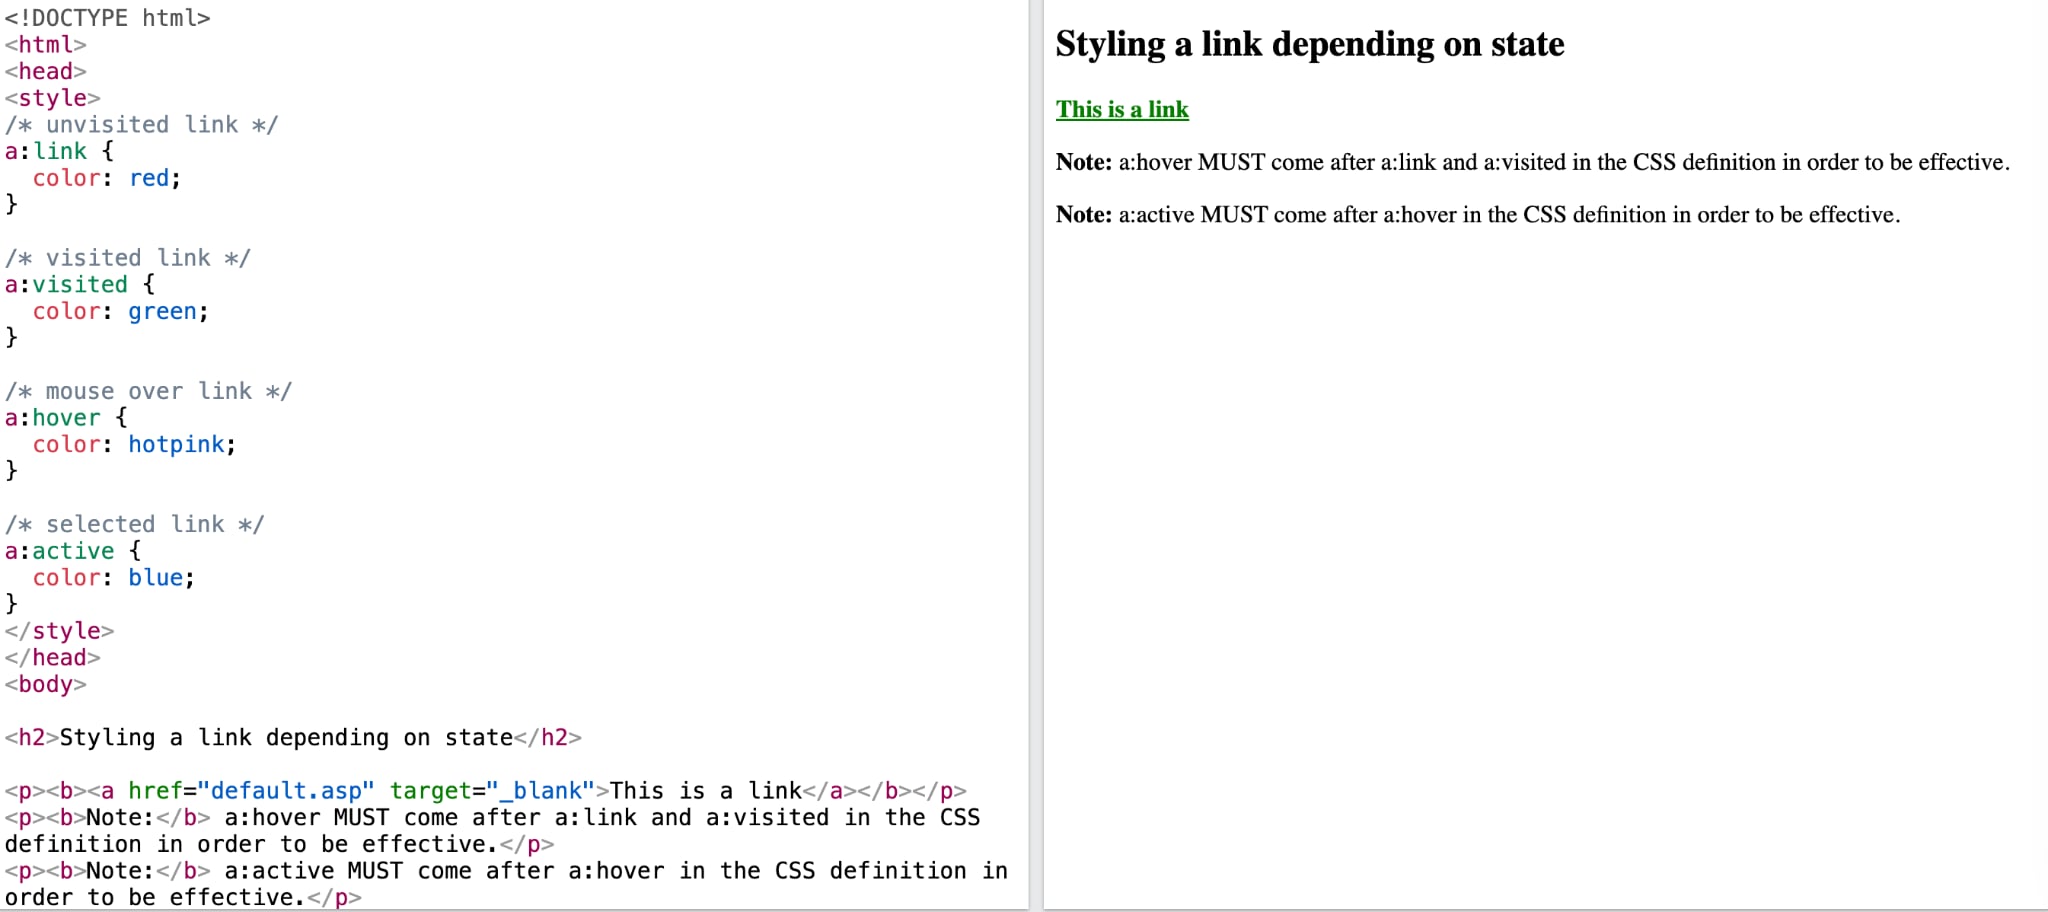 <!DOCTYPE html>
<html>
<head>
<style>
/* unvisited link */
a:link {
  color: red;
}

/* visited link */
a:visited {
  color: green;
}

/* mouse over link */
a:hover {
  color: hotpink;
}

/* selected link */
a:active {
  color: blue;
}
</style>
</head>
<body>

<h2>Styling a link depending on state</h2>

<p><b><a href="default.asp" target="_blank">This is a link</a></b></p>
<p><b>Note:</b> a:hover MUST come after a:link and a:visited in the CSS
definition in order to be effective.</p>
<p><b>Note:</b> a:active MUST come after a:hover in the CSS definition in
order to be effective.</p>
Styling a link depending on state
This is a link
Note: a:hover MUST come after a:link and a:visited in the CSS definition in order to be effective.
Note: a:active MUST come after a:hover in the CSS definition in order to be effective.